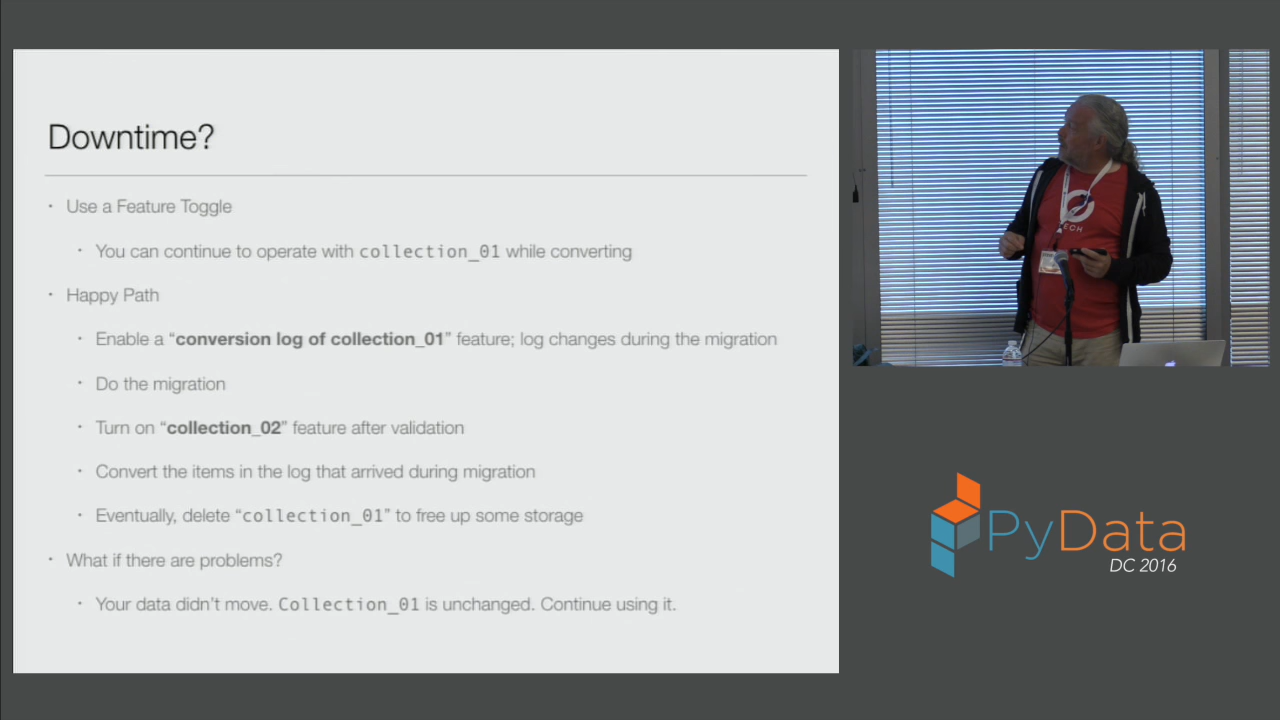 Downtime?
• Use a Feature Toggle
• You can continue to operate with collection_01 while converting
• Happy Path
• Enable a “conversion log of collection_01” feature; log changes during the migration
• Do the migration
• Turn on “collection_02” feature after validation
• Convert the items in the log that arrived during migration
• Eventually, delete “collection_01” to free up some storage
• What if there are problems?
• Your data didn’t move. Collection_01 is unchanged. Continue using it.
ECH
PyData
DC 2016